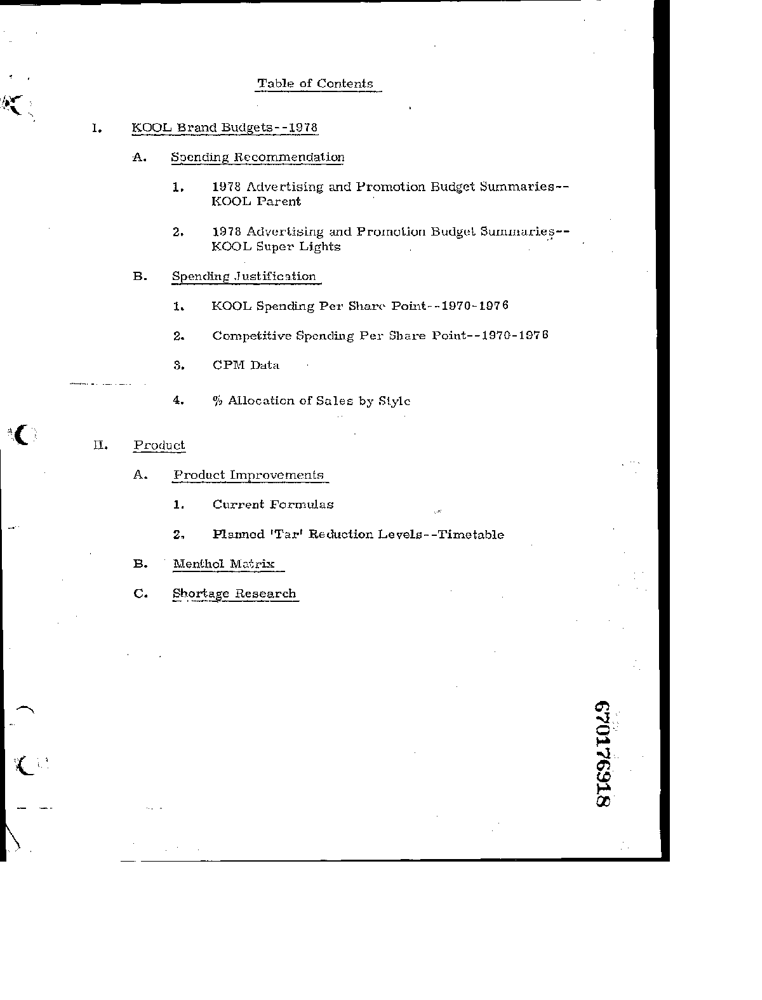 Table of Contents
I. KOOL Brand Budgets--1978
A. Spending Recommendation
1. 1978 Advertising and Promotion Budget Summaries--
KOOL Parent
2. 1978 Advertising and Promotion Budget Summaries--
KOOL Super Lights
B. Spending Justification
1. KOOL Spending Per Share Point--1970-1976
2. Competitive Spending Per Share Point--1970-1976
3. CPM Data
4. % Allocation of Sales by Style
II. Product
A. Product Improvements
1. Current Formulas
2. Planned 'Tar' Reduction Levels--Timetable
B. Menthol Matrix
C. Shortage Research
670176918